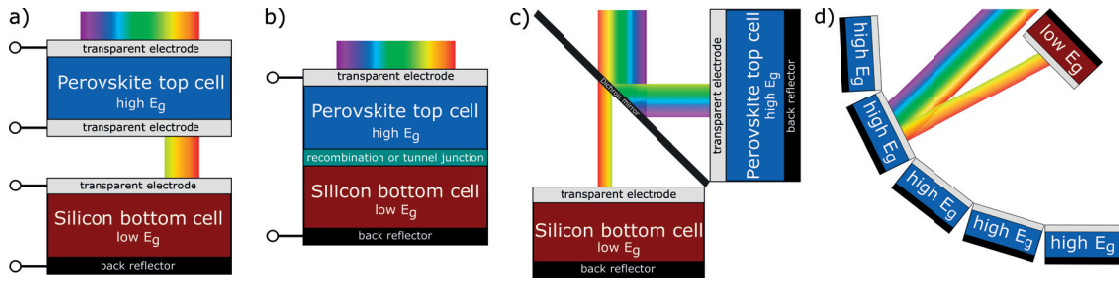 a)
transparent electrode
Perovskite top cell
high Eg
transparent electrode
transparent electrode
Silicon bottom cell
low Eg
back reflector
b)
transparent electrode
Perovskite top cell
high Eg
recombination or tunnel junction
Silicon bottom cell
low Eg
back reflector
c)
Dichroic mirror
transparent electrode
Perovskite top cell
high Eg
back reflector
transparent electrode
Silicon bottom cell
low Eg
back reflector
d)
high Eg
low Eg
high Eg
high Eg
high Eg
high Eg